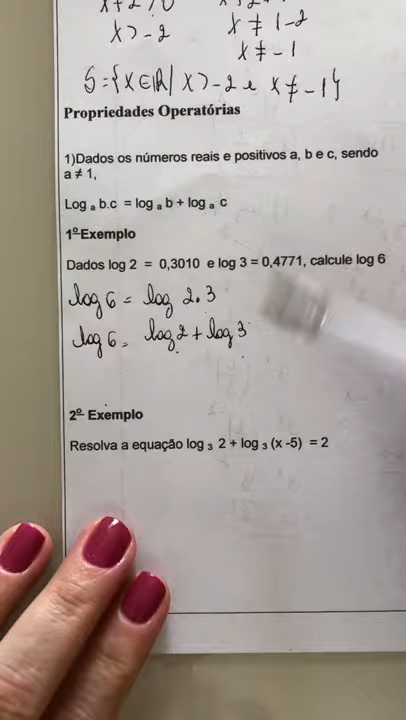 x > -2 x ≠ 1-2
x ≠ -1
S={x∈ℝ| x>-2 e x≠-1}
Propriedades Operatórias
1)Dados os números reais e positivos a, b e c, sendo
a ≠ 1,
Log a b.c = log a b + log a c
1º Exemplo
Dados log 2 = 0,3010 e log 3 = 0,4771, calcule log 6
log 6 = log 2.3
log 6 = log 2 + log 3
2º Exemplo
Resolva a equação log 3 2 + log 3 (x -5) = 2